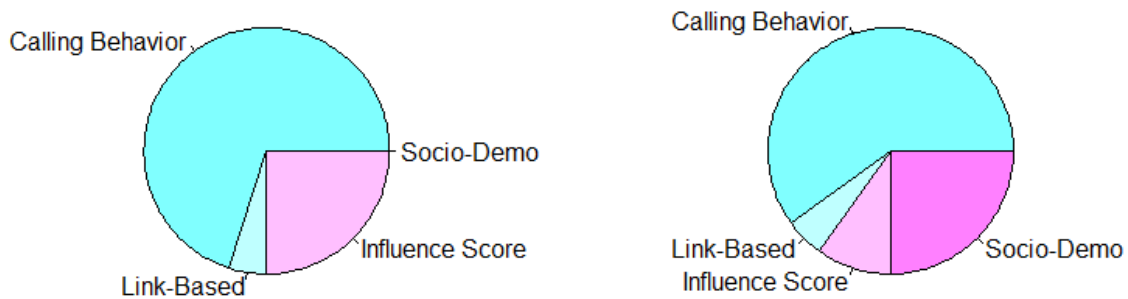 Calling Behavior
Socio-Demo
Influence Score
Link-Based
Calling Behavior
Link-Based
Influence Score
Socio-Demo